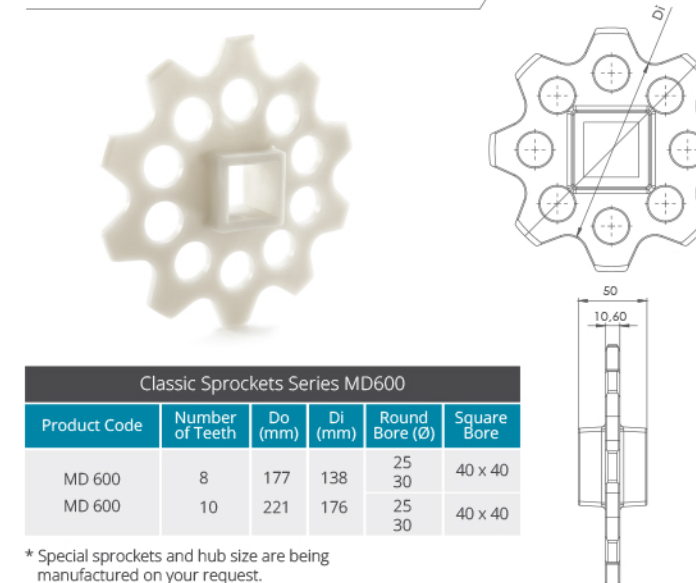 Di
50
10,60
Classic Sprockets Series MD600
Product Code Number of Teeth Do (mm) Di (mm) Round Bore (Ø) Square Bore
MD 600 8 177 138 25 30 40 x 40
MD 600 10 221 176 25 30 40 x 40
* Special sprockets and hub size are being
manufactured on your request.